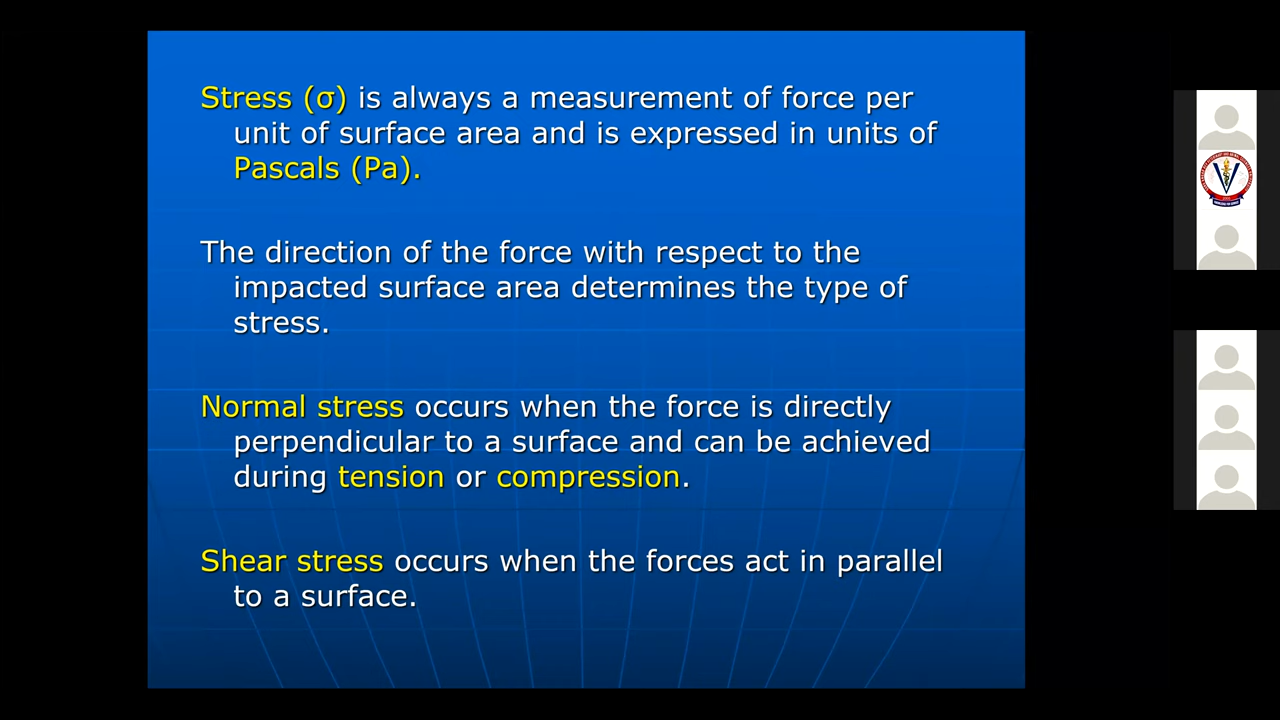 Stress (σ) is always a measurement of force per
unit of surface area and is expressed in units of
Pascals (Pa).
The direction of the force with respect to the
impacted surface area determines the type of
stress.
Normal stress occurs when the force is directly
perpendicular to a surface and can be achieved
during tension or compression.
Shear stress occurs when the forces act in parallel
to a surface.
V